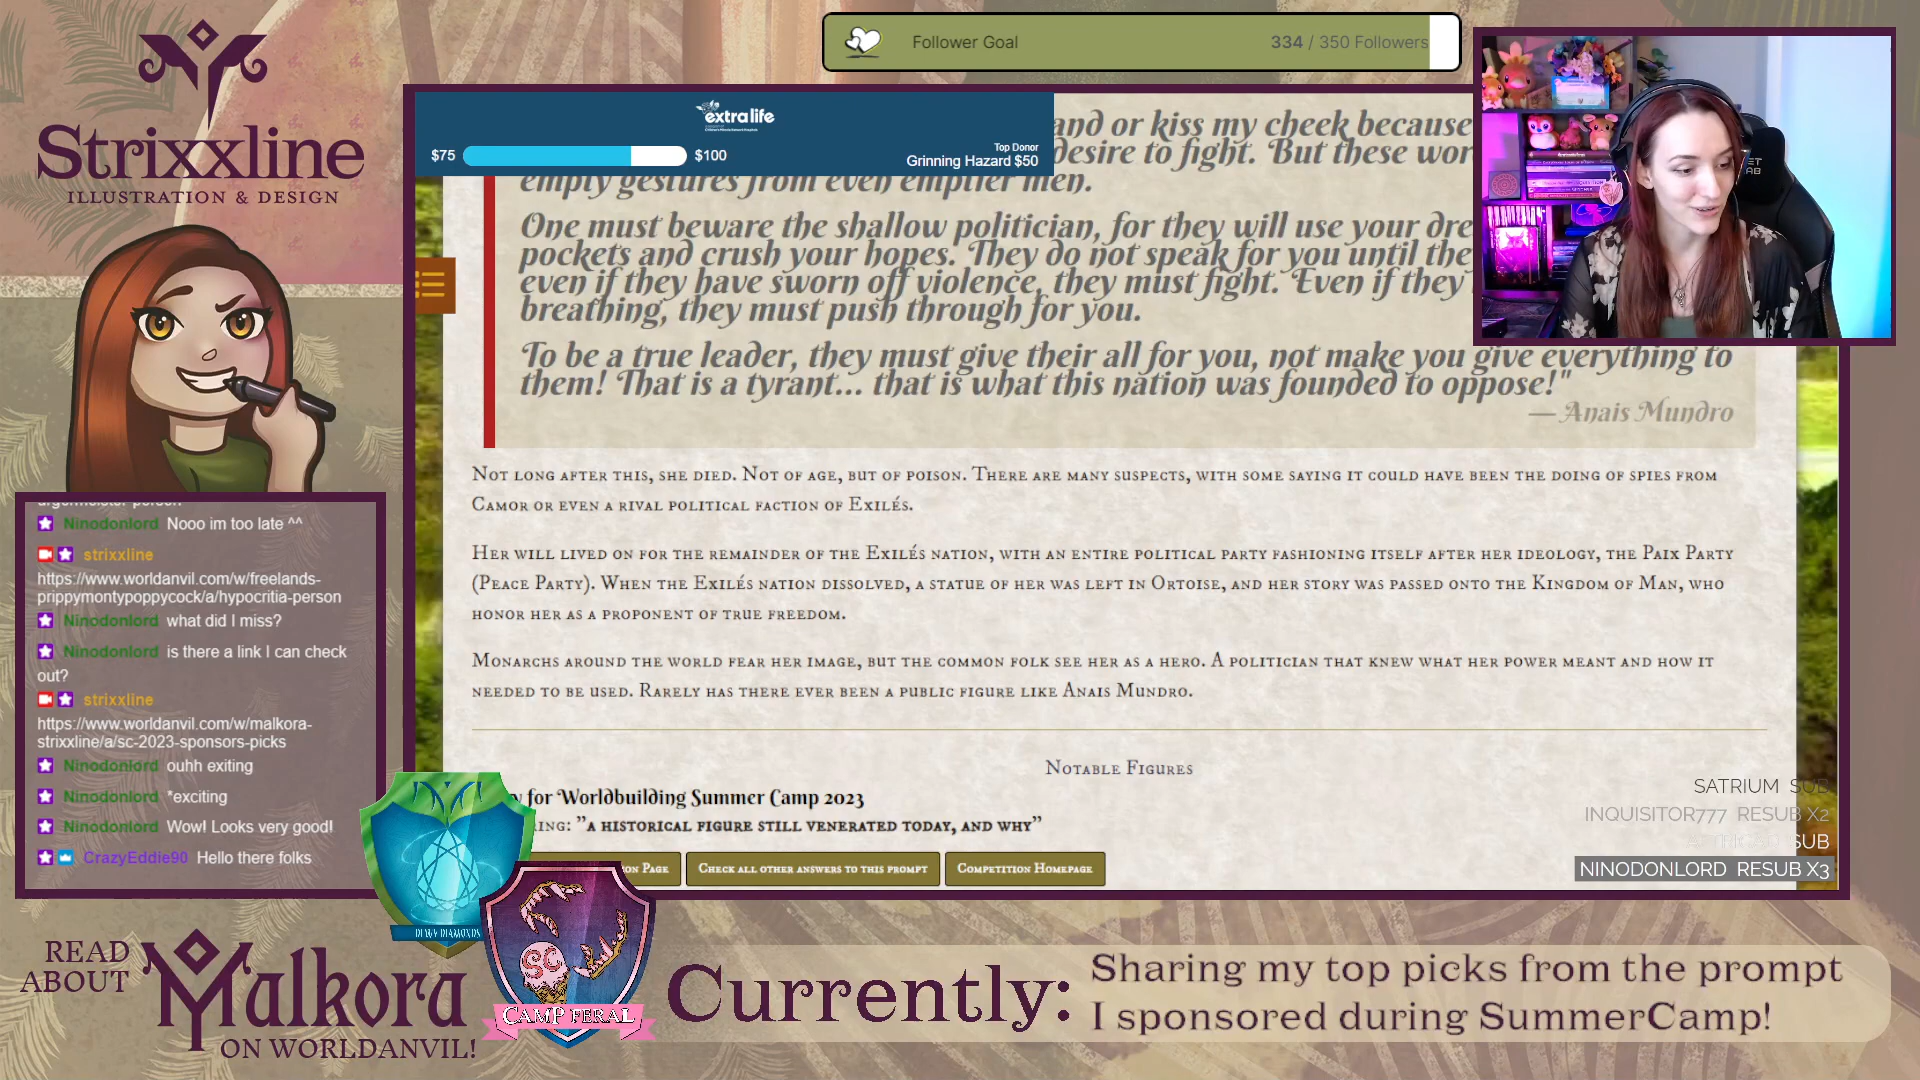 Strixxline
ILLUSTRATION & DESIGN
Follower Goal
334 / 350 Followers
extralife
$75
$100
Top Donor
Grinning Hazard $50
and or kiss my cheek because
desire to fight. But these wor
empty gestures from even emptier men.
One must beware the shallow politician, for they will use your dre
pockets and crush your hopes. They do not speak for you until the
even if they have sworn off violence, they must fight. Even if they
breathing, they must push through for you.
To be a true leader, they must give their all for you, not make you give everything to
them! That is a tyrant... that is what this nation was founded to oppose!"
— Anais Mundro
Not long after this, she died. Not of age, but of poison. There are many suspects, with some saying it could have been the doing of spies from
Camor or even a rival political faction of Exilés.
Her will lived on for the remainder of the Exilés nation, with an entire political party fashioning itself after her ideology, the Paix Party
(Peace Party). When the Exilés nation dissolved, a statue of her was left in Ortoise, and her story was passed onto the Kingdom of Man, who
honor her as a proponent of true freedom.
Monarchs around the world fear her image, but the common folk see her as a hero. A politician that knew what her power meant and how it
needed to be used. Rarely has there ever been a public figure like Anais Mundro.
Notable Figures
y for Worldbuilding Summer Camp 2023
ring: "a historical figure still venerated today, and why"
on Page
Check all other answers to this prompt
Competition Homepage
SATRIUM SUB
INQUISITOR777 RESUB X2
SUB
NINODONLORD RESUB X3
Ninodonlord Nooo im too late ^^
strixxline
https://www.worldanvil.com/w/freelands-
prippymontypoppycock/a/hypocritia-person
Ninodonlord what did I miss?
Ninodonlord is there a link I can check
out?
strixxline
https://www.worldanvil.com/w/malkora-
strixxline/a/sc-2023-sponsors-picks
Ninodonlord ouhh exiting
Ninodonlord *exciting
Ninodonlord Wow! Looks very good!
CrazyEddie90 Hello there folks
DEWY DIAMONDS
SC
CAMP FERAL
READ
ABOUT
Malkora
ON WORLDANVIL!
Currently:
Sharing my top picks from the prompt
I sponsored during SummerCamp!